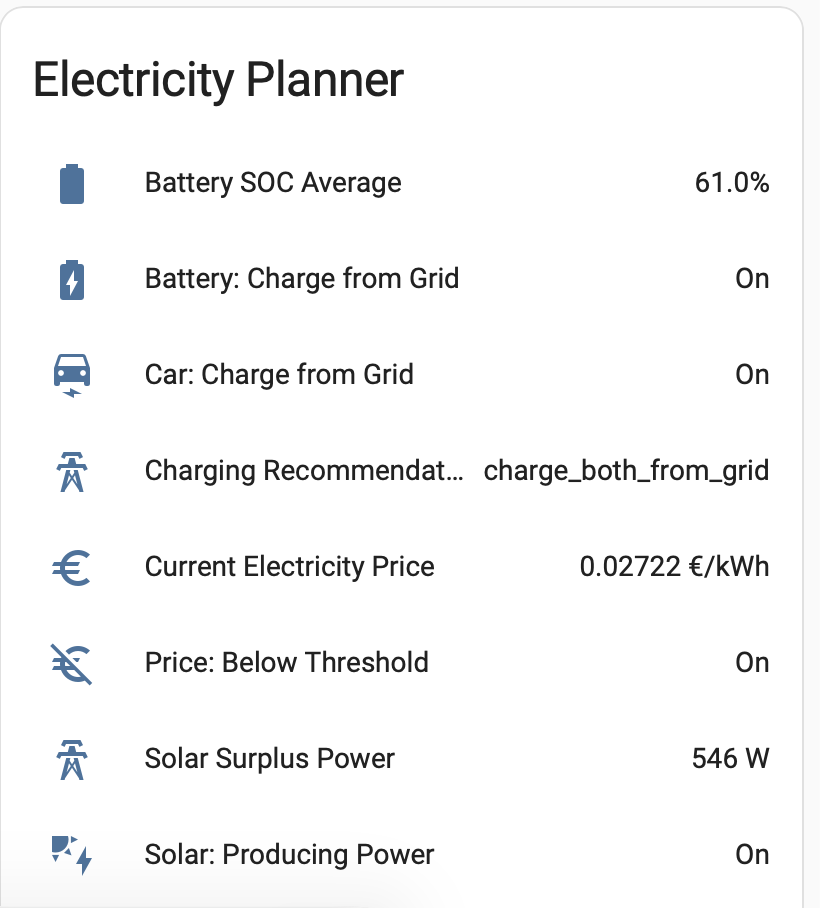 Electricity Planner
Battery SOC Average 61.0%
Battery: Charge from Grid On
Car: Charge from Grid On
Charging Recommendat... charge_both_from_grid
Current Electricity Price 0.02722 €/kWh
Price: Below Threshold On
Solar Surplus Power 546 W
Solar: Producing Power On